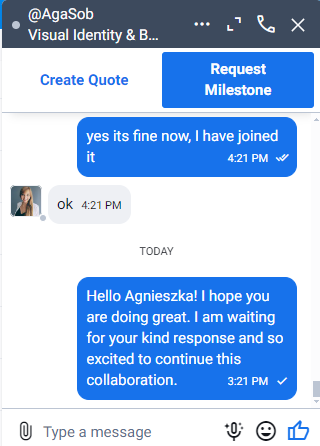 @AgaSob
Visual Identity & B...
Create Quote
Request
Milestone
yes its fine now, I have joined
it
4:21 PM
ok 4:21 PM
TODAY
Hello Agnieszka! I hope you
are doing great. I am waiting
for your kind response and so
excited to continue this
collaboration.
3:21 PM
Type a message